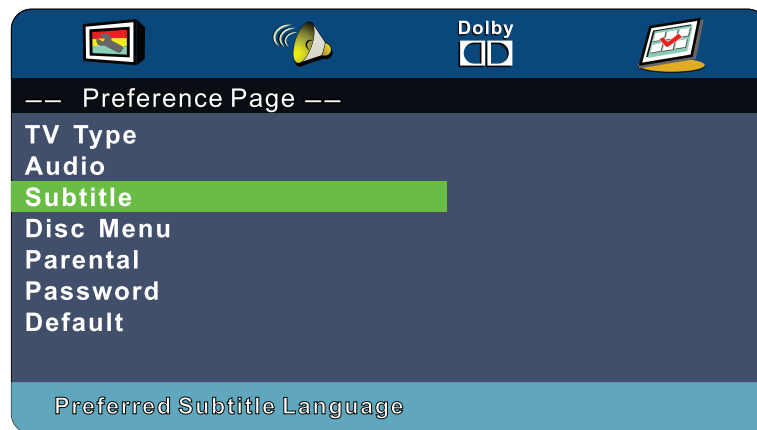 Dolby
-- Preference Page --
TV Type
Audio
Subtitle
Disc Menu
Parental
Password
Default
Preferred Subtitle Language